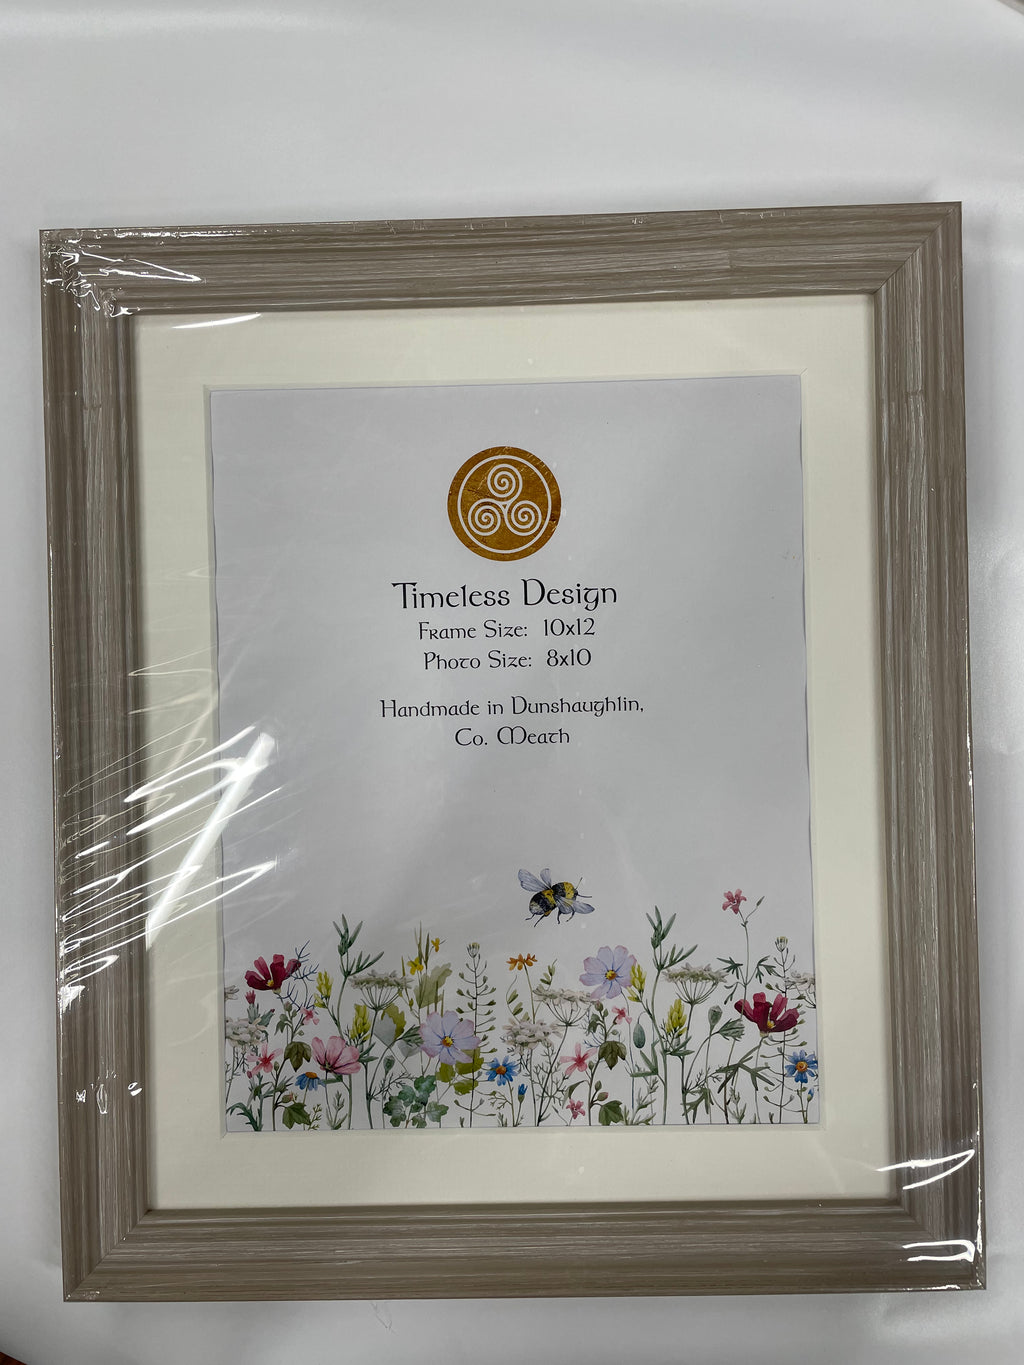 Timeless Design
Frame Size: 10x12
Photo Size: 8x10
Handmade in Dunshaughlin,
Co. Meath